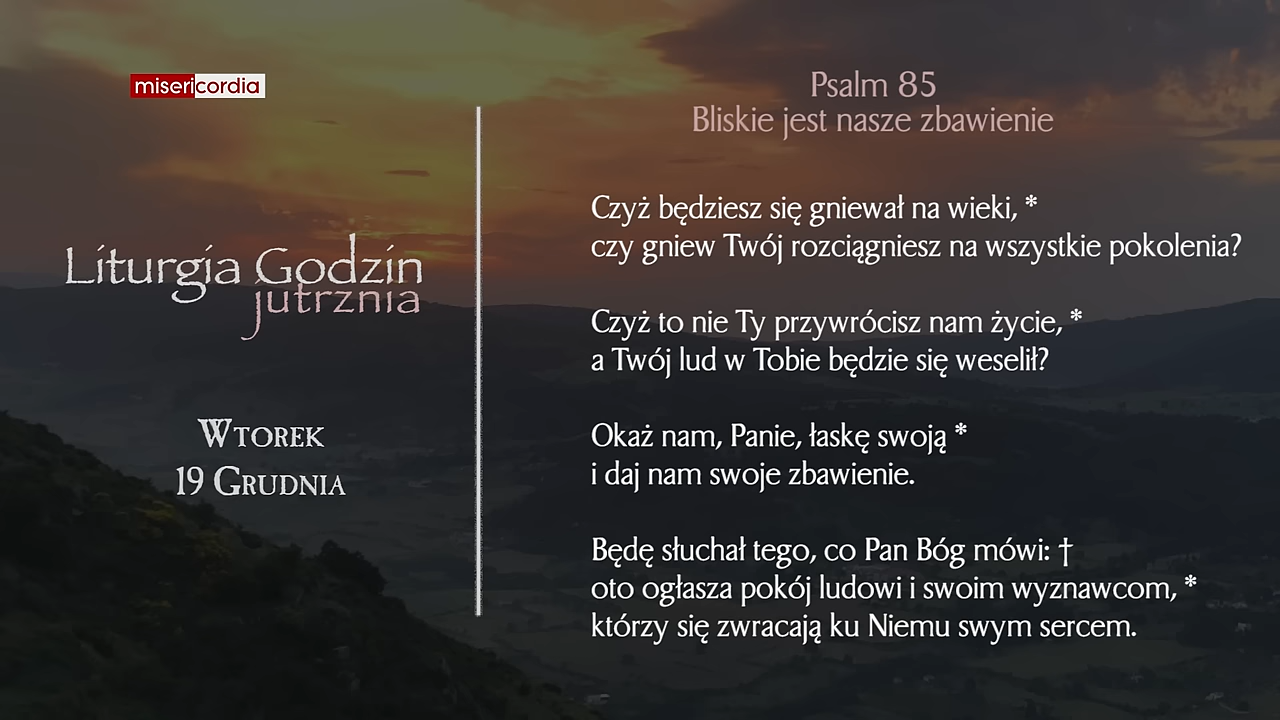 misericordia
Liturgia Godzin
jutrznia
Wtorek
19 Grudnia
Psalm 85
Bliskie jest nasze zbawienie
Czyż będziesz się gniewał na wieki, *
czy gniew Twój rozciągniesz na wszystkie pokolenia?
Czyż to nie Ty przywrócisz nam życie, *
a Twój lud w Tobie będzie się weselił?
Okaż nam, Panie, łaskę swoją *
i daj nam swoje zbawienie.
Będę słuchał tego, co Pan Bóg mówi: †
oto ogłasza pokój ludowi i swoim wyznawcom, *
którzy się zwracają ku Niemu swym sercem.